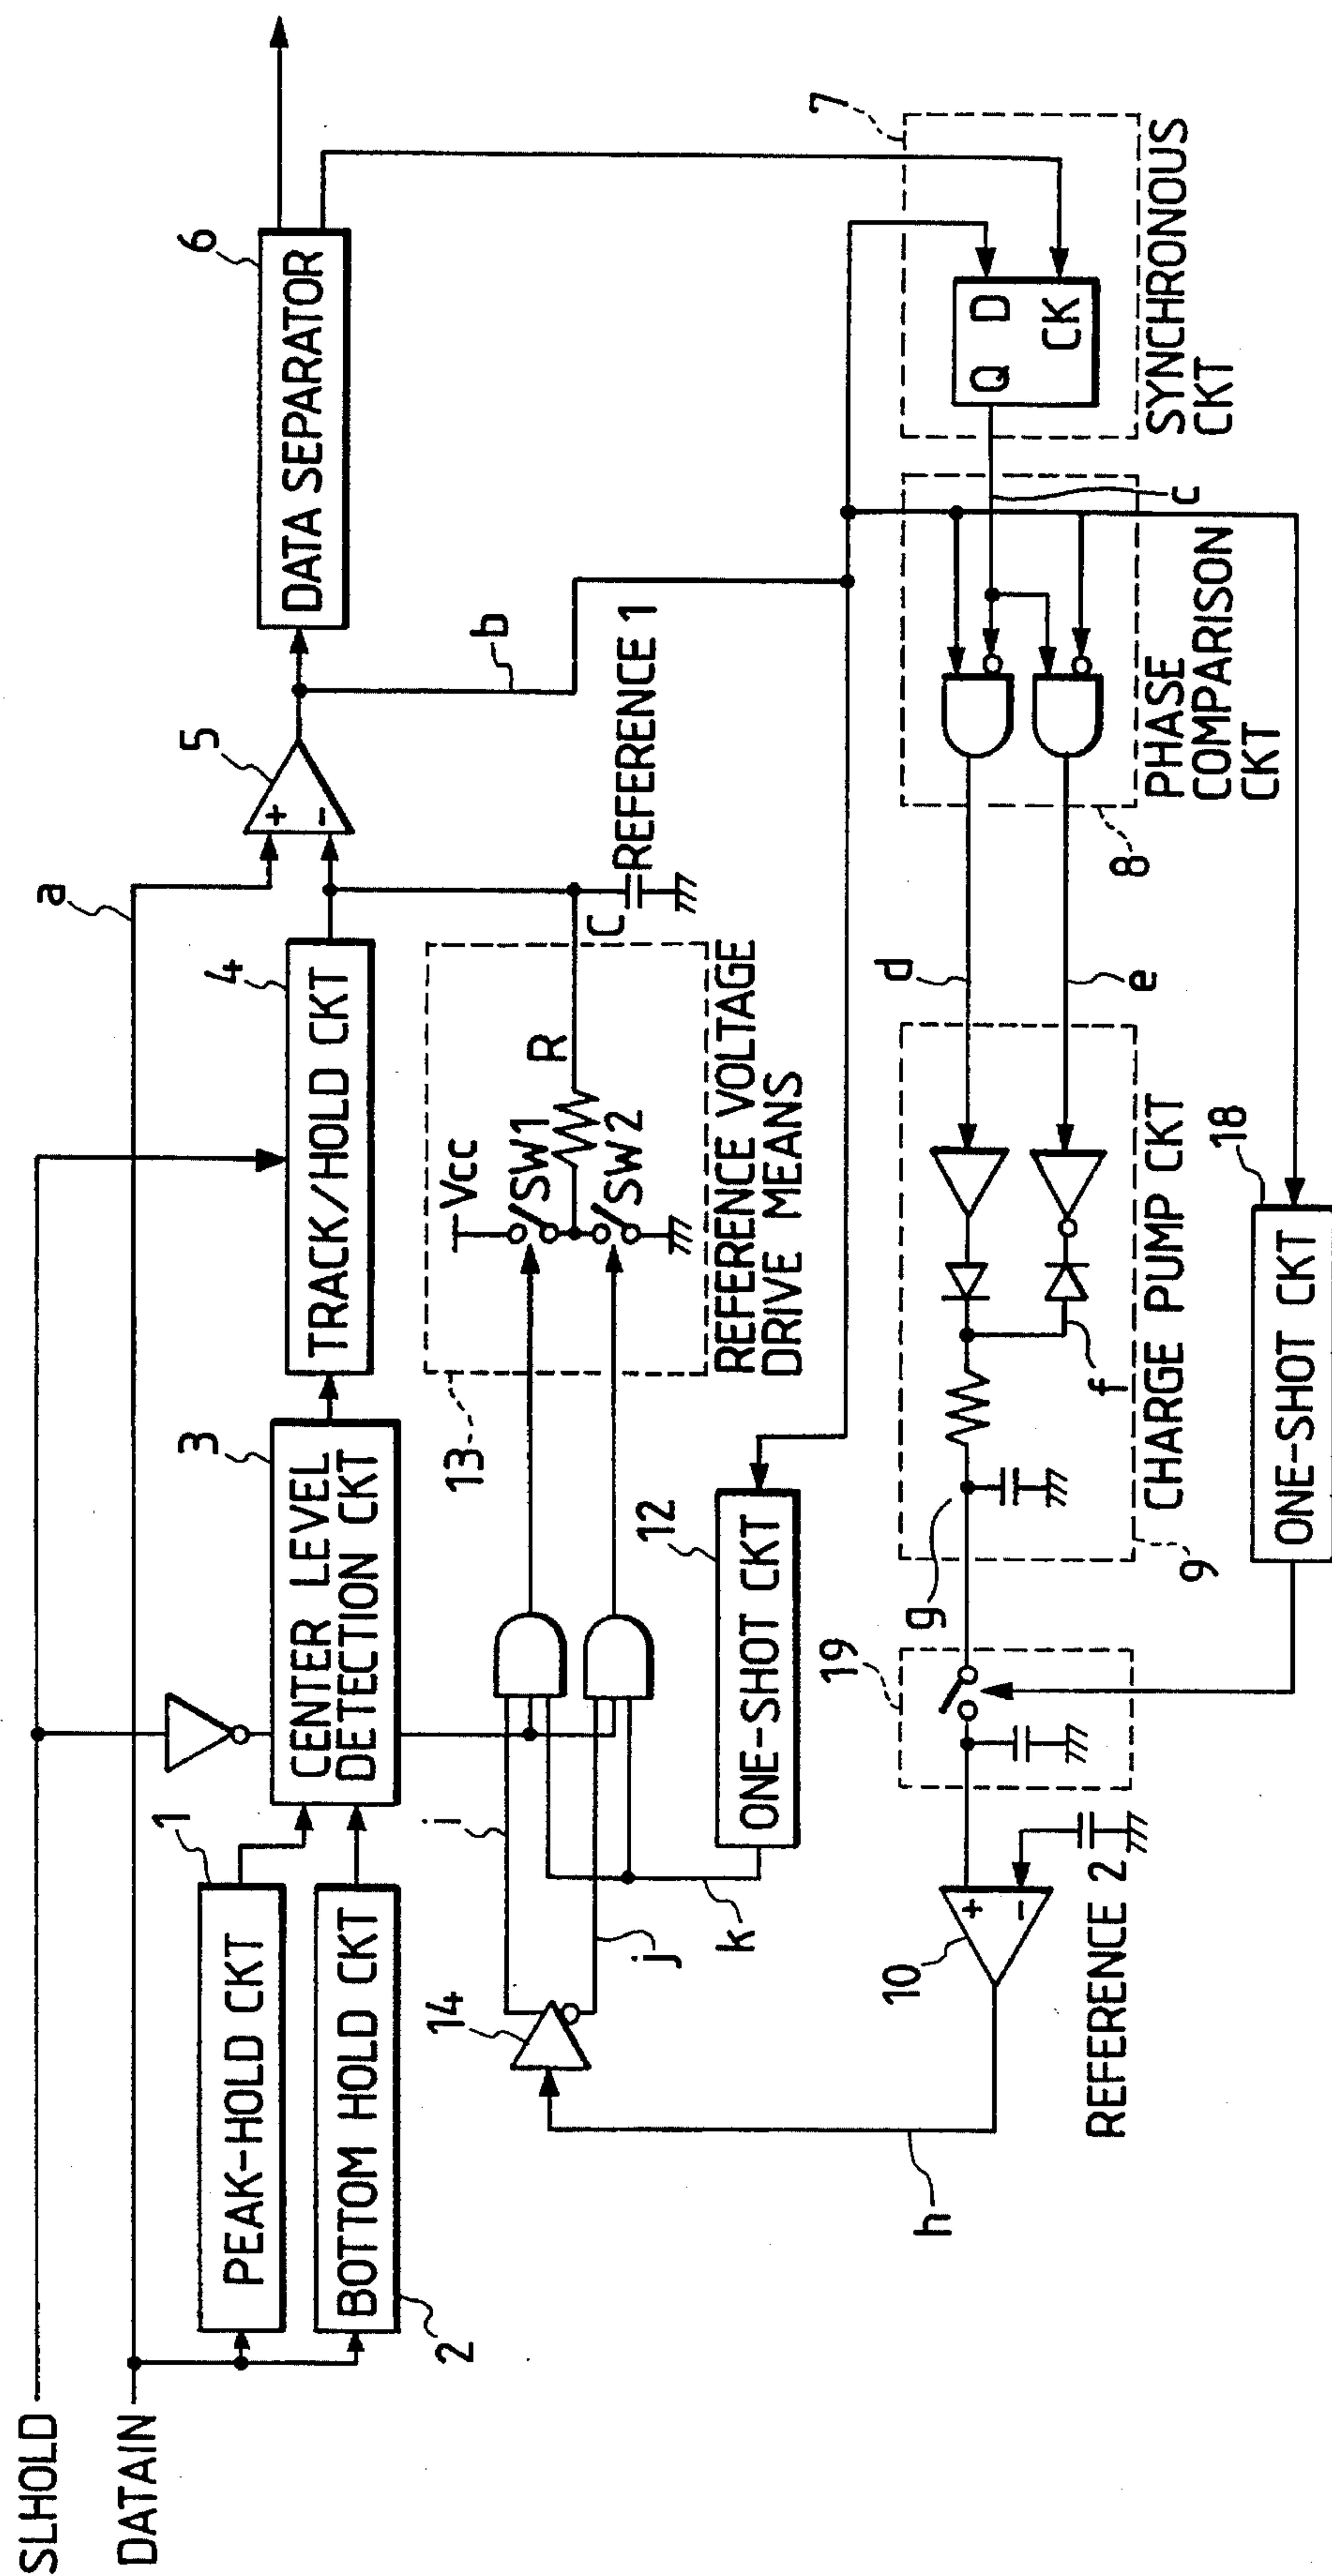 SLHOLD
DATAIN
a
1
PEAK-HOLD CKT
2
BOTTOM HOLD CKT
3
CENTER LEVEL
DETECTION CKT
4
TRACK/HOLD CKT
5
+
-
6
DATA SEPARATOR
b
REFERENCE 1
C
13
Vcc
SW1
SW2
R
REFERENCE VOLTAGE
DRIVE MEANS
14
i
j
k
12
ONE-SHOT CKT
h
10
+
-
REFERENCE 2
19
g
f
9
CHARGE PUMP CKT
d
e
8
PHASE
COMPARISON
CKT
c
7
Q
D
CK
SYNCHRONOUS
CKT
18
ONE-SHOT CKT